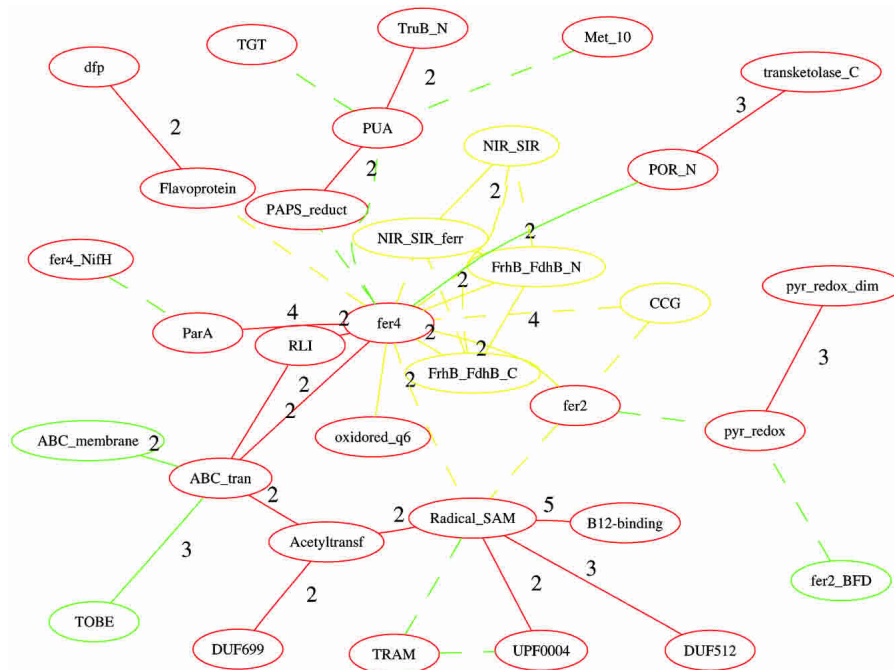 TruB_N
TGT
Met_10
dfp
transketolase_C
2
3
2
PUA
NIR_SIR
2
POR_N
Flavoprotein
2
PAPS_reduct
NIR_SIR_ferr
2
fer4_NifH
FrhB_FdhB_N
2
pyr_redox_dim
CCG
4
2
fer4
2
4
ParA
RLI
2
3
FrhB_FdhB_C
2
2
2
fer2
ABC_membrane
2
oxidored_q6
pyr_redox
ABC_tran
2
2
5
Radical_SAM
B12-binding
3
Acetyltransf
2
2
3
fer2_BFD
TOBE
DUF699
TRAM
UPF0004
DUF512